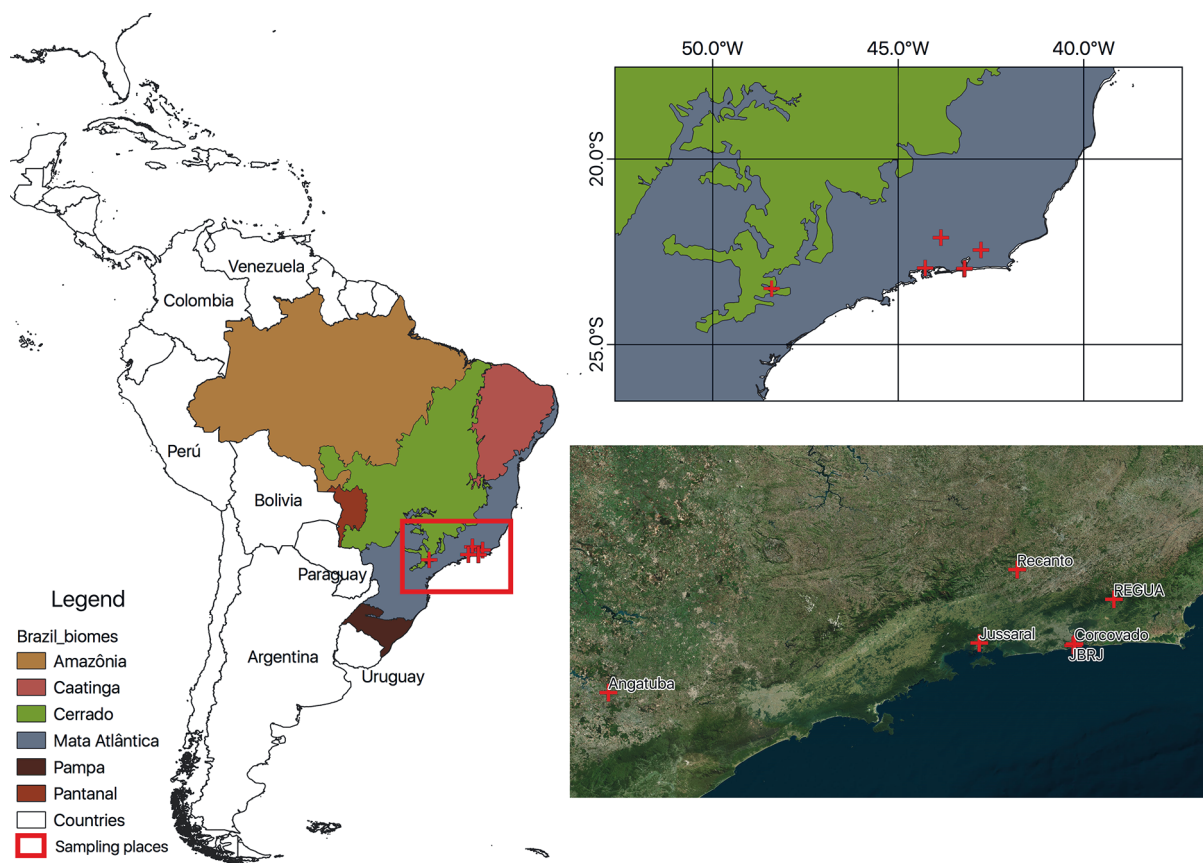 Venezuela
Colombia
Perú
Bolivia
Paraguay
Argentina
Uruguay
Legend
Brazil_biomes
Amazônia
Caatinga
Cerrado
Mata Atlântica
Pampa
Pantanal
Countries
Sampling places
50.0°W 45.0°W 40.0°W
20.0°S
25.0°S
Recanto
REGUA
Jussaral
Corcovado
JBRJ
Angatuba